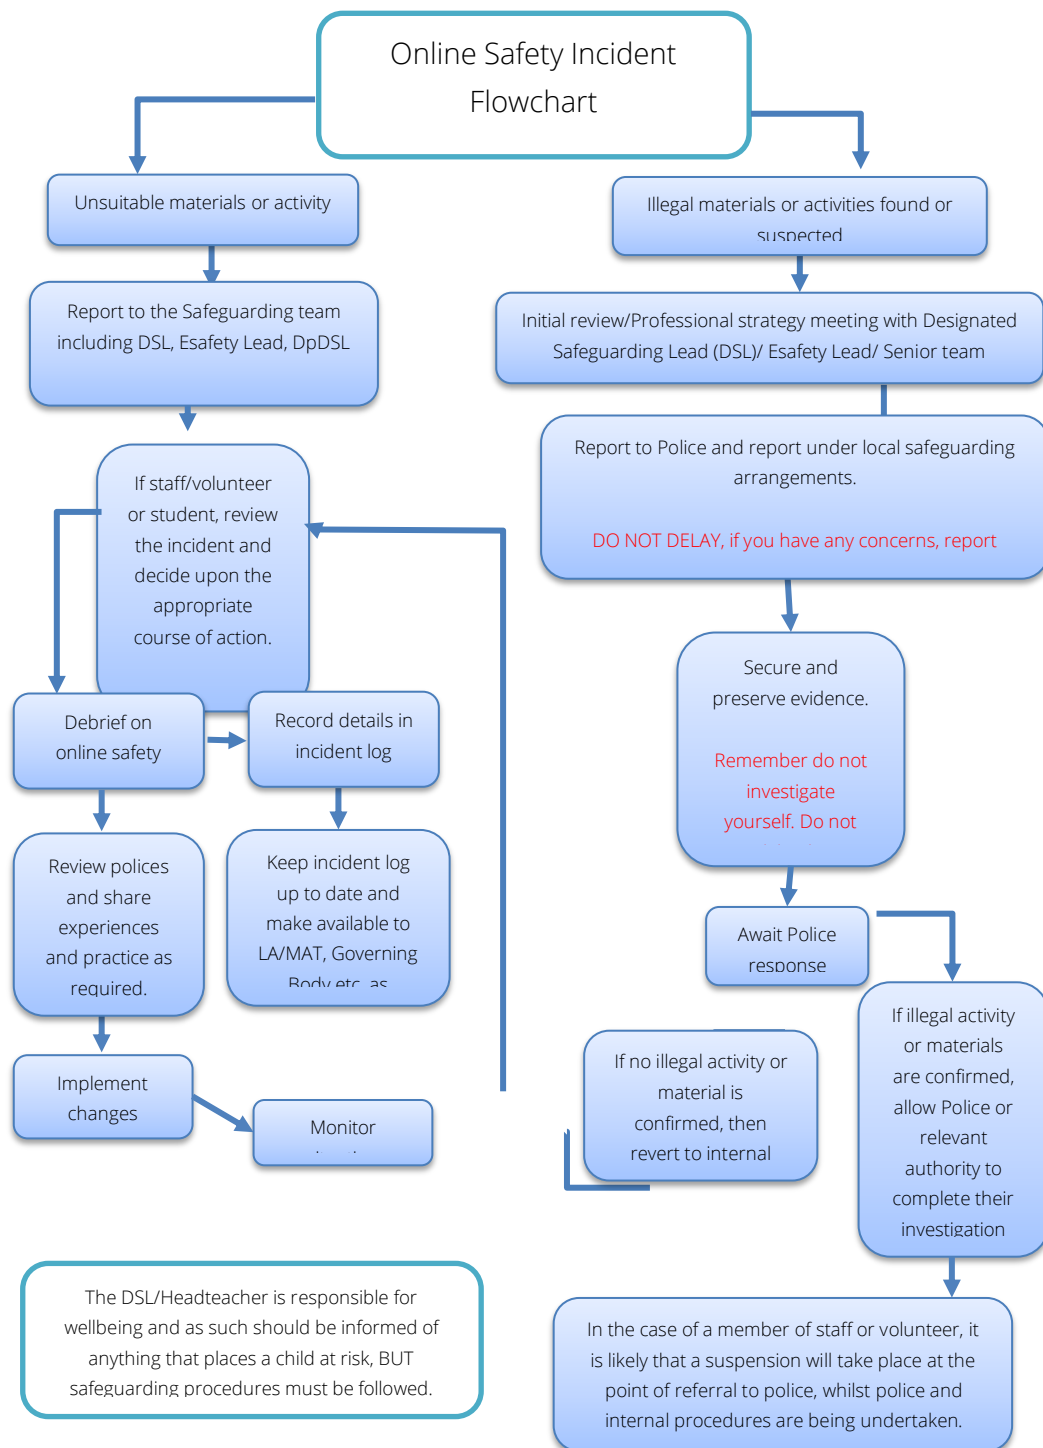 Online Safety Incident
Flowchart
Unsuitable materials or activity
Report to the Safeguarding team
including DSL, Esafety Lead, DpDSL
If staff/volunteer
or student, review
the incident and
decide upon the
appropriate
course of action.
Debrief on
online safety
Record details in
incident log
Review polices
and share
experiences
and practice as
required.
Keep incident log
up to date and
make available to
LA/MAT, Governing
Body etc. as
Implement
changes
Monitor
Illegal materials or activities found or
suspected
Initial review/Professional strategy meeting with Designated
Safeguarding Lead (DSL)/ Esafety Lead/ Senior team
Report to Police and report under local safeguarding
arrangements.
DO NOT DELAY, if you have any concerns, report
Secure and
preserve evidence.
Remember do not
investigate
yourself. Do not
Await Police
response
If no illegal activity or
material is
confirmed, then
revert to internal
If illegal activity
or materials
are confirmed,
allow Police or
relevant
authority to
complete their
investigation
In the case of a member of staff or volunteer, it
is likely that a suspension will take place at the
point of referral to police, whilst police and
internal procedures are being undertaken.
The DSL/Headteacher is responsible for
wellbeing and as such should be informed of
anything that places a child at risk, BUT
safeguarding procedures must be followed.